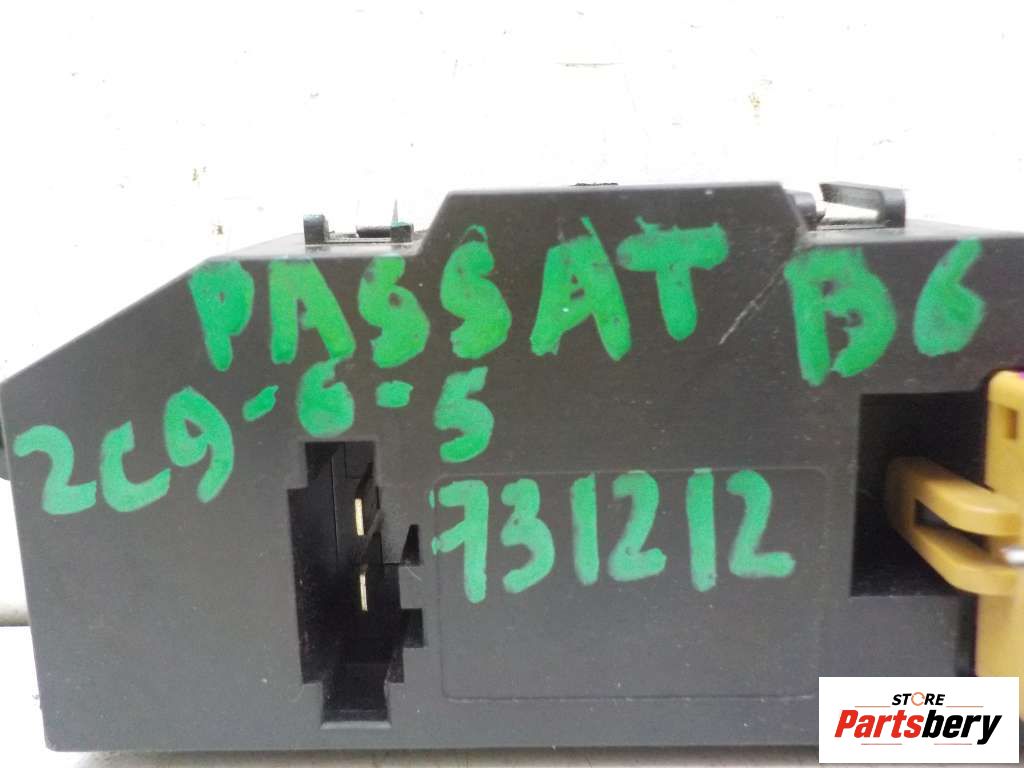 PASSAT B6
2C9-6-5
731212
STORE
Partsbery